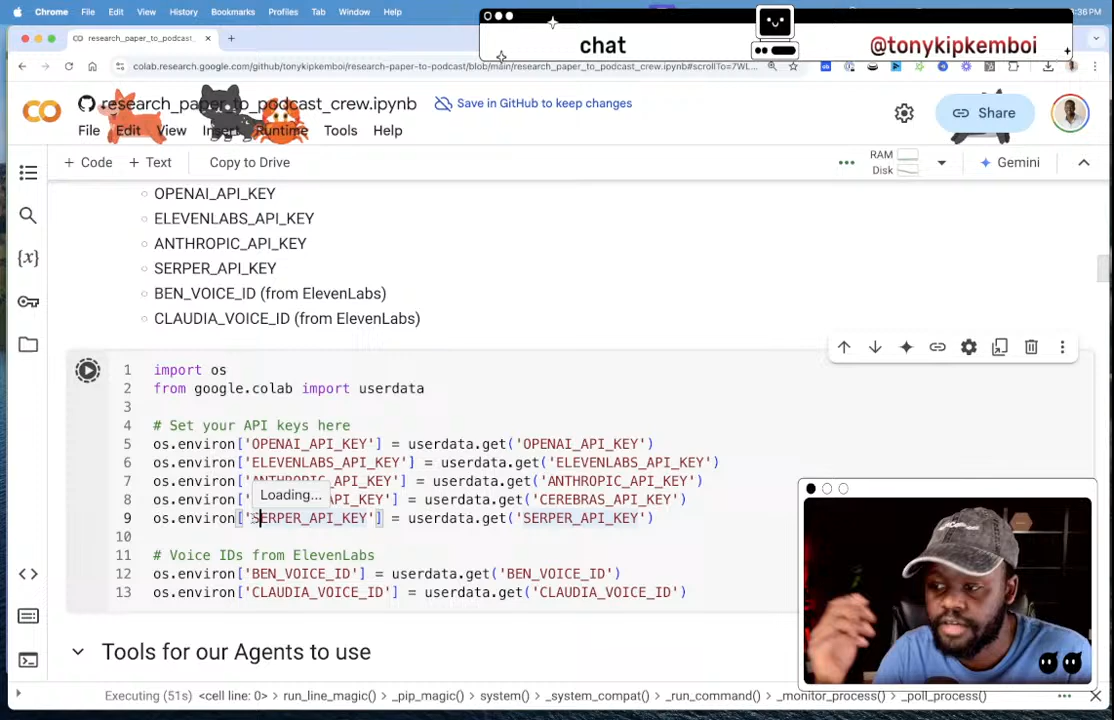 Chrome File Edit View History Bookmarks Profiles Tab Window Help
:36 PM
research_paper_to_podcast_
chat
@tonykipkemboi
colab.research.google.com/github/tonykipkemboi/research-paper-to-podcast/blob/main/research_paper_to_podcast_crew.ipynb#scrollTo=7WL...
research_paper_to_podcast_crew.ipynb
Save in GitHub to keep changes
File Edit View Insert Runtime Tools Help
Share
+ Code + Text Copy to Drive
RAM
Disk
Gemini
OPENAI_API_KEY
ELEVENLABS_API_KEY
ANTHROPIC_API_KEY
SERPER_API_KEY
BEN_VOICE_ID (from ElevenLabs)
CLAUDIA_VOICE_ID (from ElevenLabs)
1 import os
2 from google.colab import userdata
3
4 # Set your API keys here
5 os.environ['OPENAI_API_KEY'] = userdata.get('OPENAI_API_KEY')
6 os.environ['ELEVENLABS_API_KEY'] = userdata.get('ELEVENLABS_API_KEY')
7 os.environ['ANTHROPIC_API_KEY'] = userdata.get('ANTHROPIC_API_KEY')
Loading...
8 os.environ[' API_KEY'] = userdata.get('CEREBRAS_API_KEY')
9 os.environ['SERPER_API_KEY'] = userdata.get('SERPER_API_KEY')
10
11 # Voice IDs from ElevenLabs
12 os.environ['BEN_VOICE_ID'] = userdata.get('BEN_VOICE_ID')
13 os.environ['CLAUDIA_VOICE_ID'] = userdata.get('CLAUDIA_VOICE_ID')
Tools for our Agents to use
Executing (51s) <cell line: 0> > run_line_magic() > _pip_magic() > system() > _system_compat() > _run_command() > _monitor_process() > _poll_process()